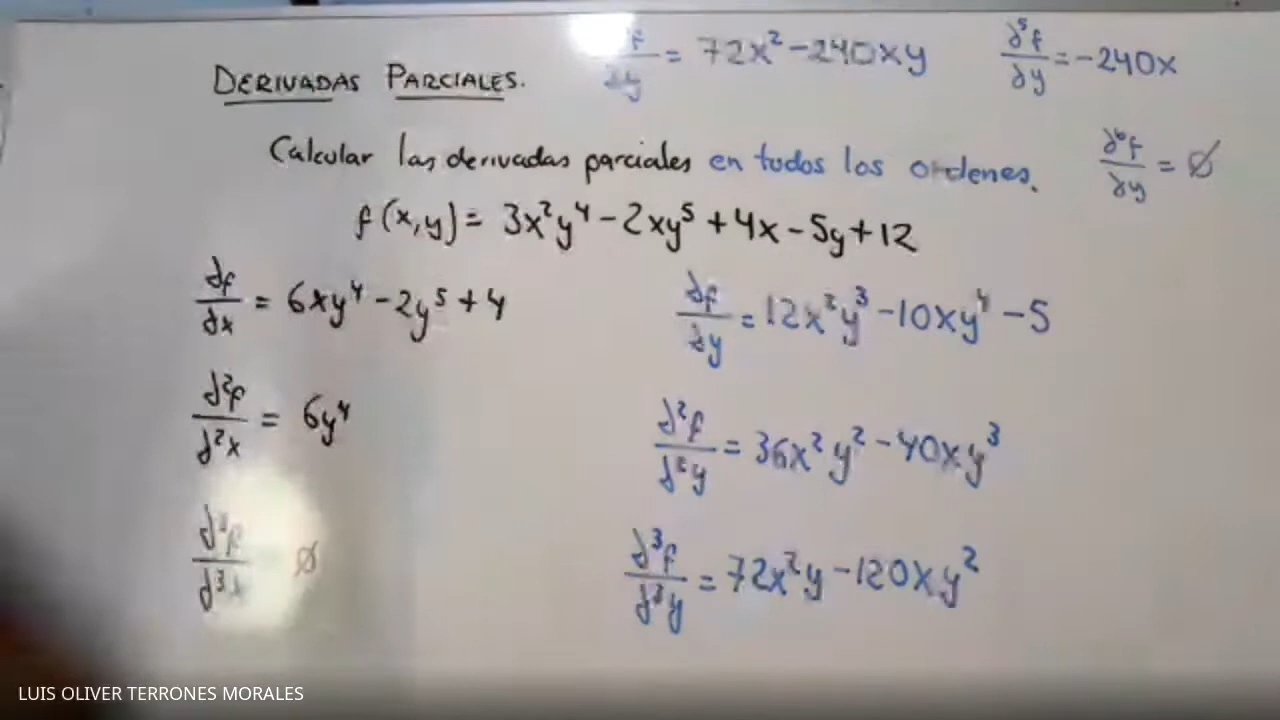 DERIVADAS PARCIALES.
∂y = 72x² - 240xy
∂⁵f/∂y = -240x
Calcular las derivadas parciales en todos los ordenes.
∂⁶f/∂y = Ø
f(x,y) = 3x²y⁴ - 2xy⁵ + 4x - 5y + 12
∂f/∂x = 6xy⁴ - 2y⁵ + 4
∂f/∂y = 12x²y³ - 10xy⁴ - 5
∂²f/∂²x = 6y⁴
∂²f/∂²y = 36x²y² - 40xy³
∂³f/∂³x = Ø
∂³f/∂³y = 72x²y - 120xy²
LUIS OLIVER TERRONES MORALES